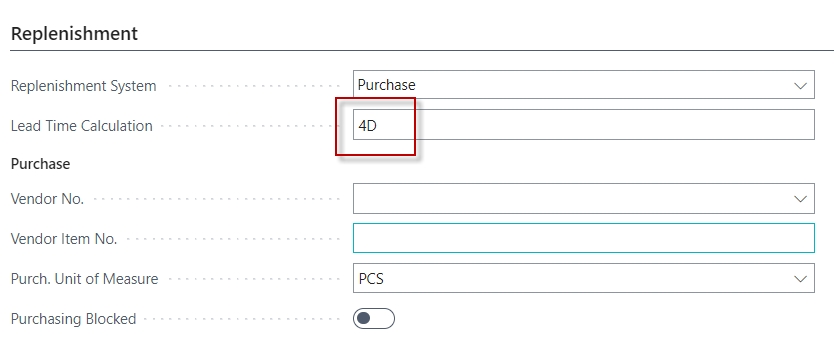 Replenishment
Replenishment System Purchase
Lead Time Calculation 4D
Purchase
Vendor No.
Vendor Item No.
Purch. Unit of Measure PCS
Purchasing Blocked